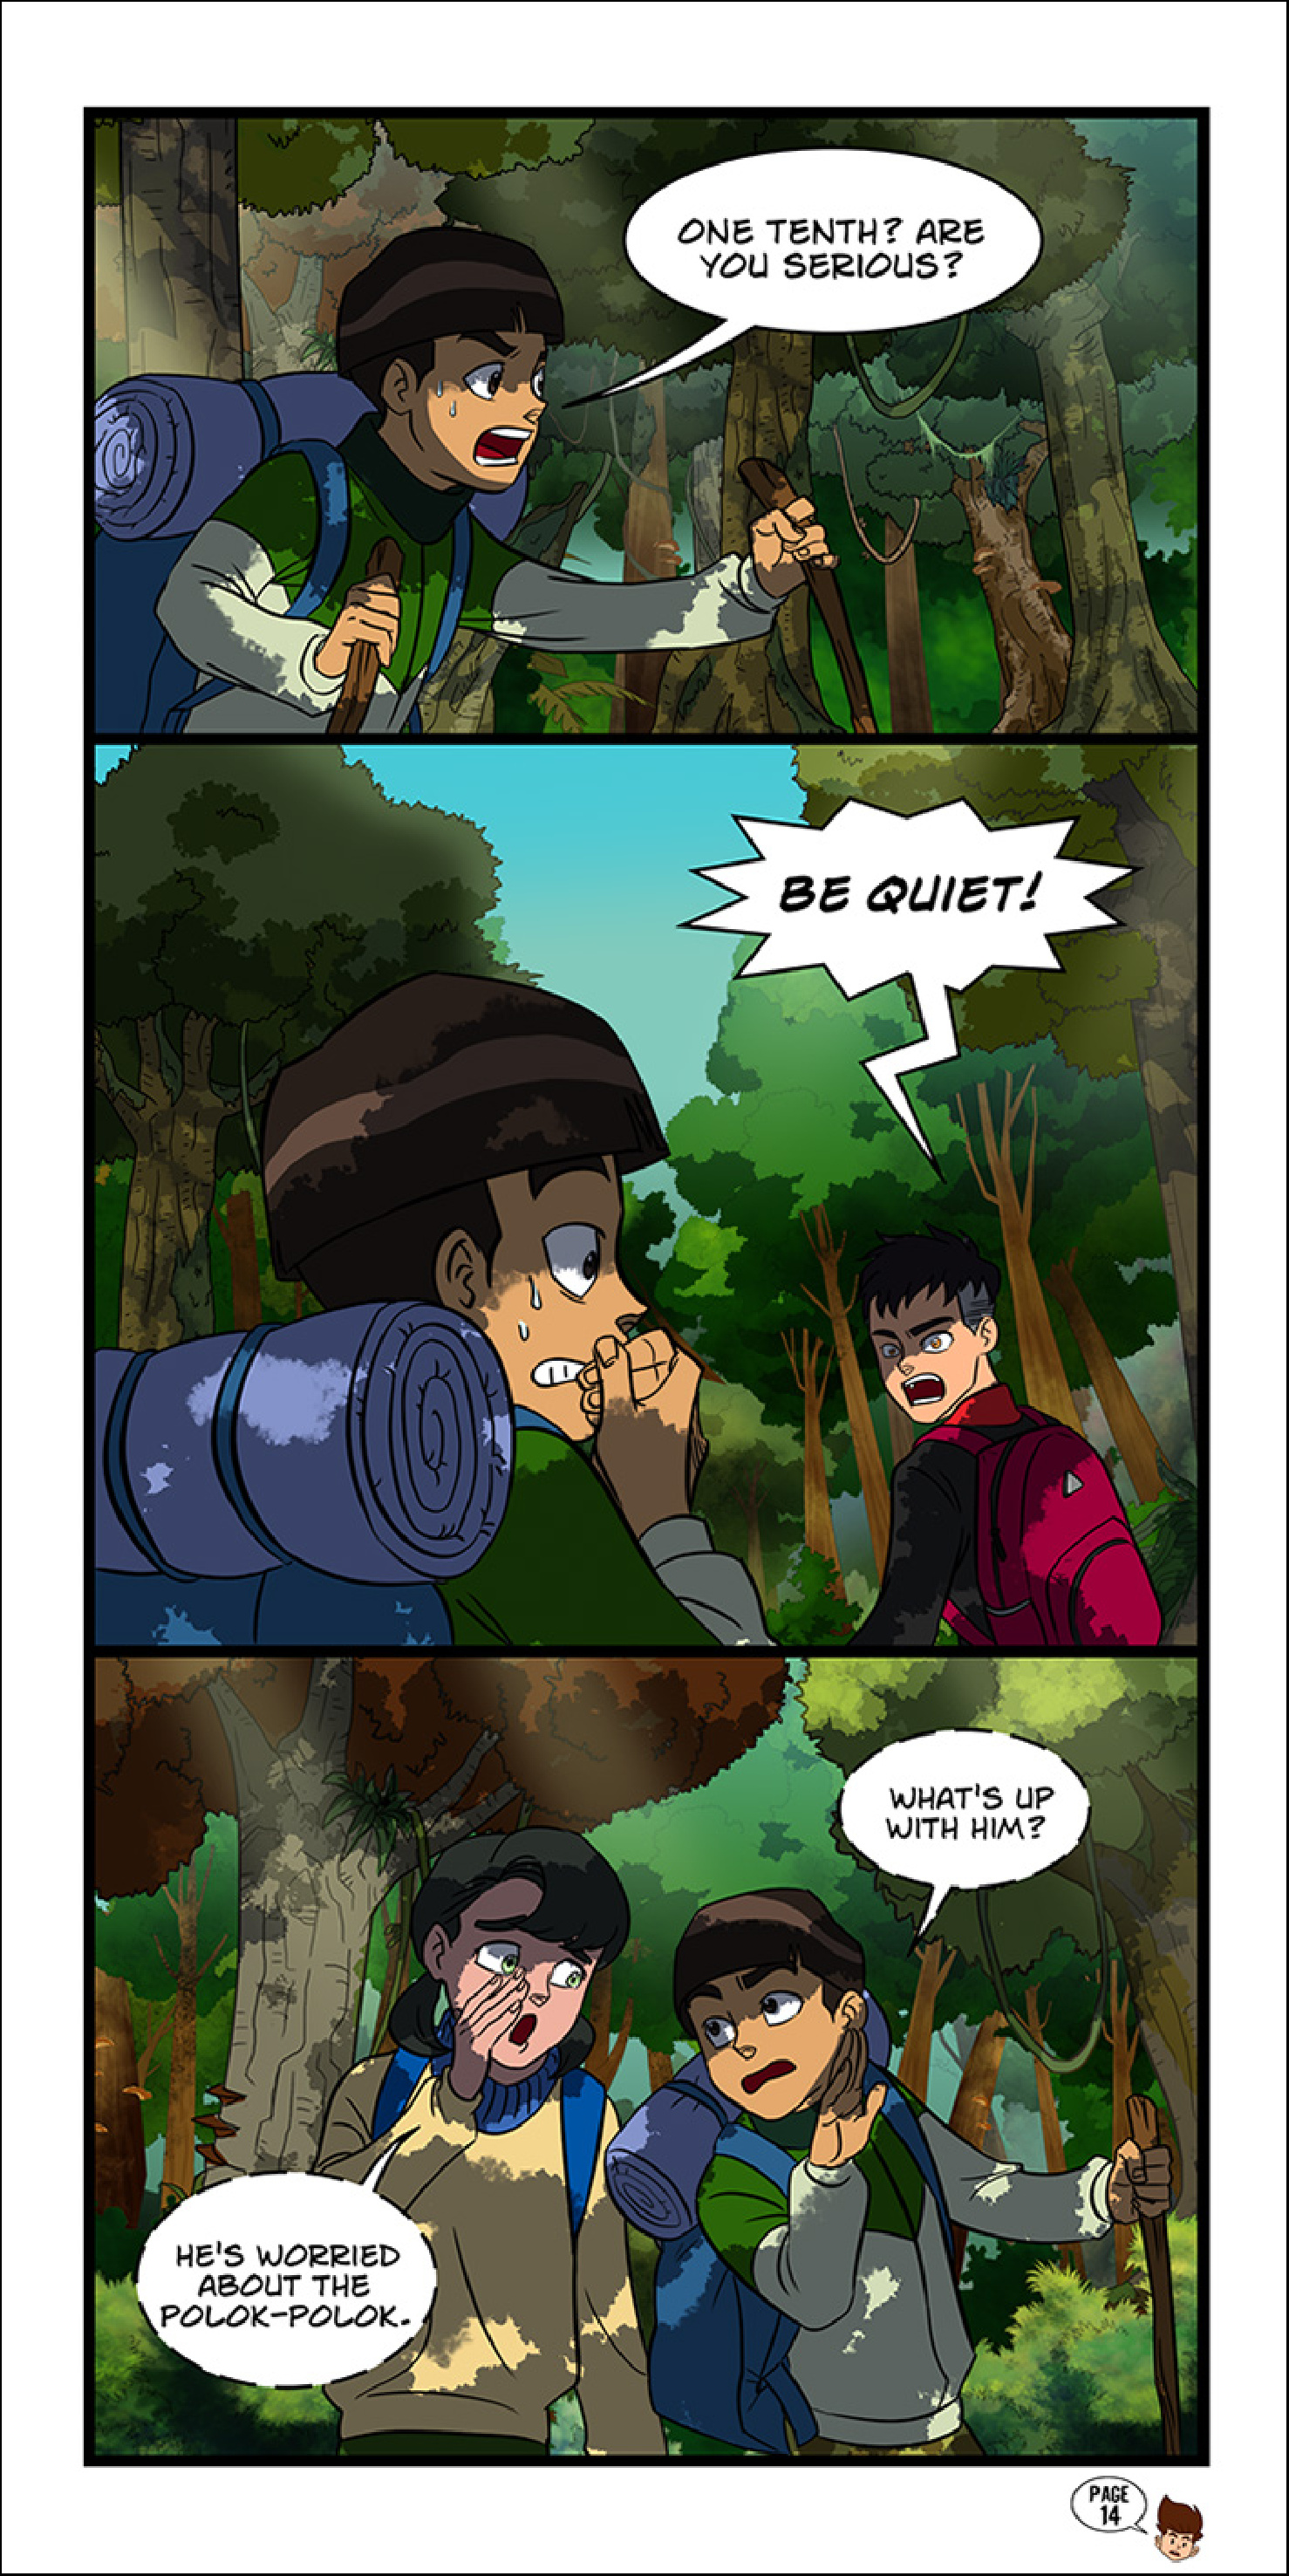 ONE TENTH? ARE
YOU SERIOUS?
BE QUIET!
WHAT'S UP
WITH HIM?
HE'S WORRIED
ABOUT THE
POLOK-POLOK.
PAGE
14